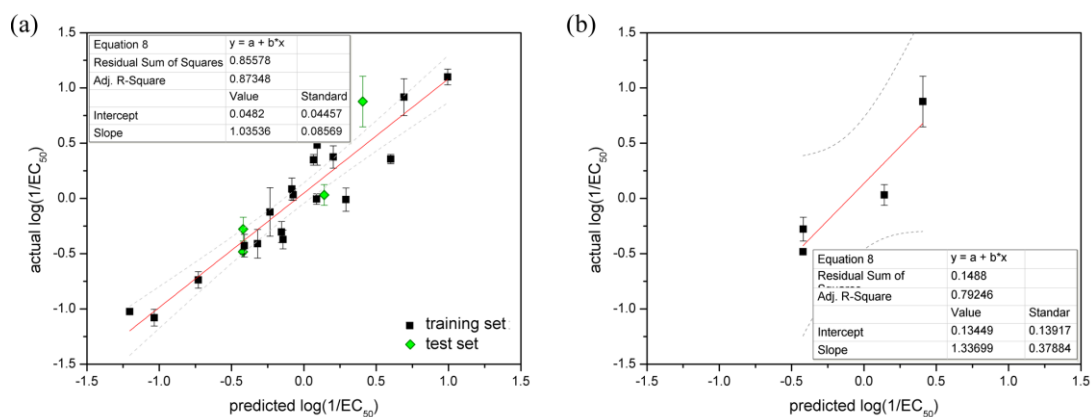 (a)
1.5
1.0
0.5
0.0
-0.5
-1.0
-1.5
actual log(1/EC50)
Equation 8 y = a + b*x
Residual Sum of Squares 0.85578
Adj. R-Square 0.87348
Value Standard
Intercept 0.0482 0.04457
Slope 1.03536 0.08569
training set
test set
-1.5 -1.0 -0.5 0.0 0.5 1.0 1.5
predicted log(1/EC50)
(b)
1.5
1.0
0.5
0.0
-0.5
-1.0
-1.5
actual log(1/EC50)
Equation 8 y = a + b*x
Residual Sum of 0.1488
Adj. R-Square 0.79246
Value Standar
Intercept 0.13449 0.13917
Slope 1.33699 0.37884
-1.5 -1.0 -0.5 0.0 0.5 1.0 1.5
predicted log(1/EC50)